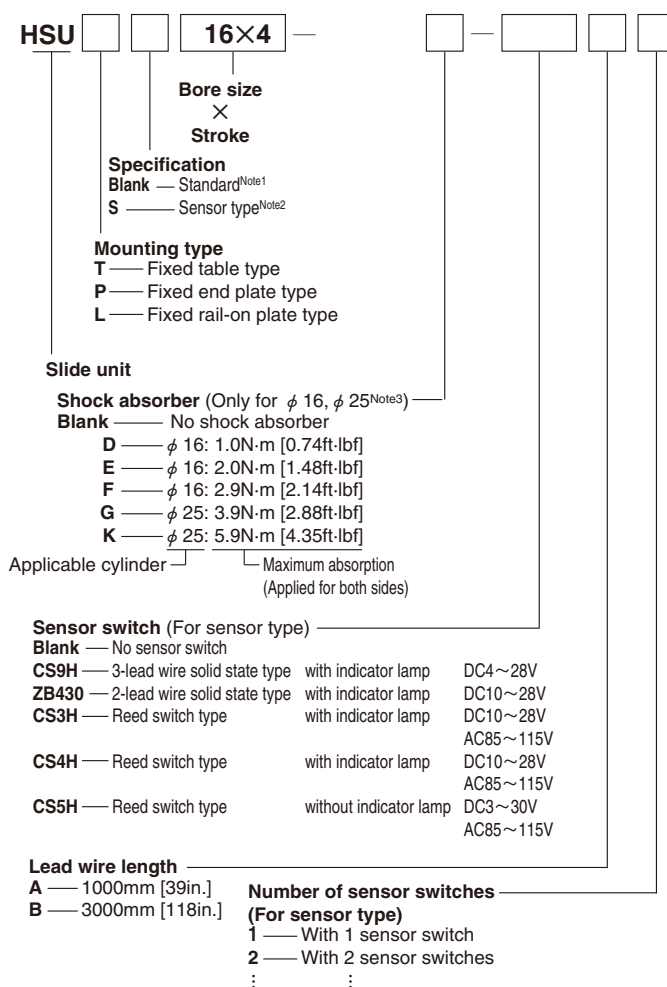 HSU 16×4 — —
Bore size
×
Stroke
Specification
Blank — Standard Note1
S — Sensor type Note2
Mounting type
T — Fixed table type
P — Fixed end plate type
L — Fixed rail-on plate type
Slide unit
Shock absorber (Only for φ 16, φ 25 Note3)
Blank — No shock absorber
D — φ 16: 1.0N·m [0.74ft·lbf]
E — φ 16: 2.0N·m [1.48ft·lbf]
F — φ 16: 2.9N·m [2.14ft·lbf]
G — φ 25: 3.9N·m [2.88ft·lbf]
K — φ 25: 5.9N·m [4.35ft·lbf]
Applicable cylinder Maximum absorption
(Applied for both sides)
Sensor switch (For sensor type)
Blank — No sensor switch
CS9H — 3-lead wire solid state type with indicator lamp DC4～28V
ZB430 — 2-lead wire solid state type with indicator lamp DC10～28V
CS3H — Reed switch type with indicator lamp DC10～28V
AC85～115V
CS4H — Reed switch type with indicator lamp DC10～28V
AC85～115V
CS5H — Reed switch type without indicator lamp DC3～30V
AC85～115V
Lead wire length
A — 1000mm [39in.]
B — 3000mm [118in.]
Number of sensor switches
(For sensor type)
1 — With 1 sensor switch
2 — With 2 sensor switches
⋮ ⋮